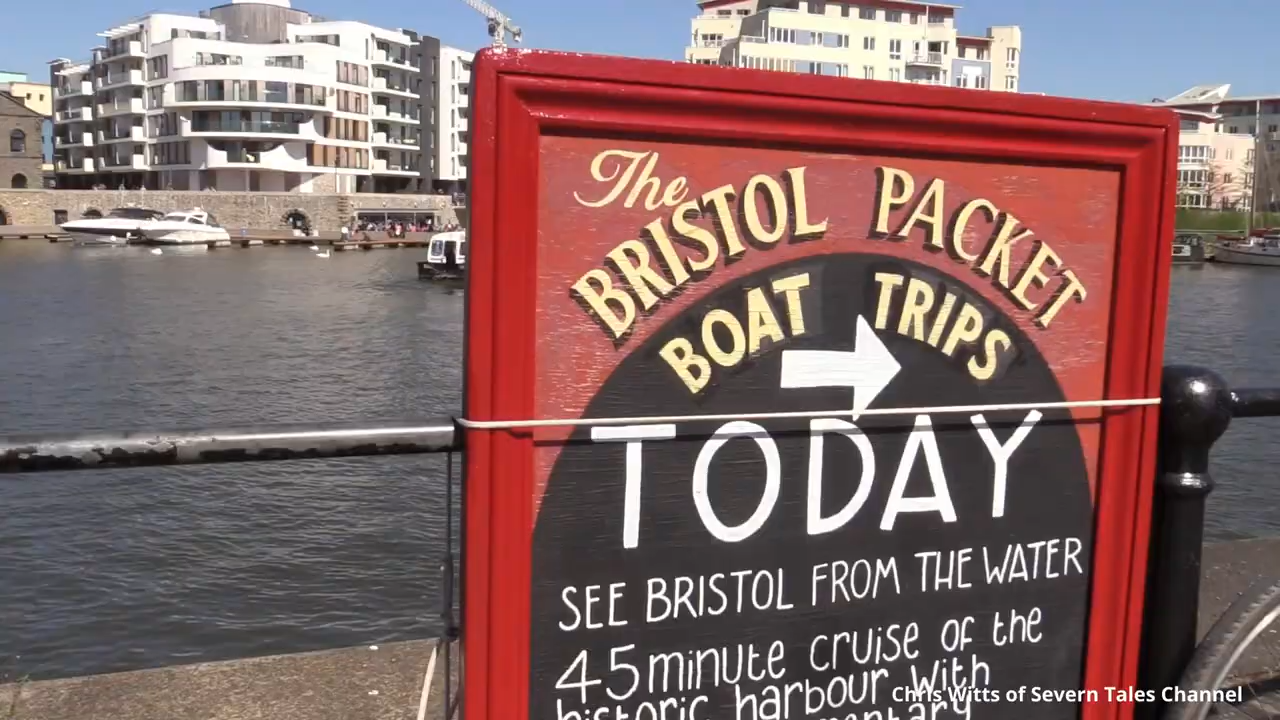 The
BRISTOL PACKET
BOAT TRIPS
TODAY
SEE BRISTOL FROM THE WATER
45 minute cruise of the
historic harbour with
Chris Witts of Severn Tales Channel